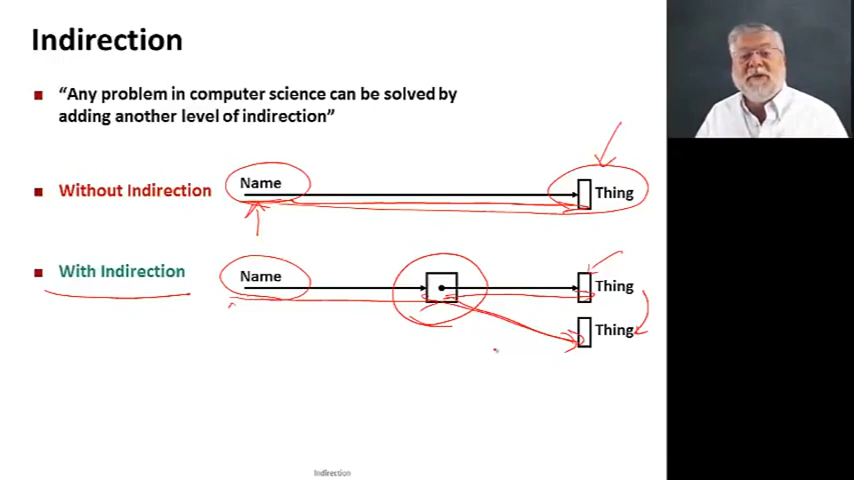 Indirection
"Any problem in computer science can be solved by
adding another level of indirection"
Without Indirection Name Thing
With Indirection Name Thing
Thing
Indirection